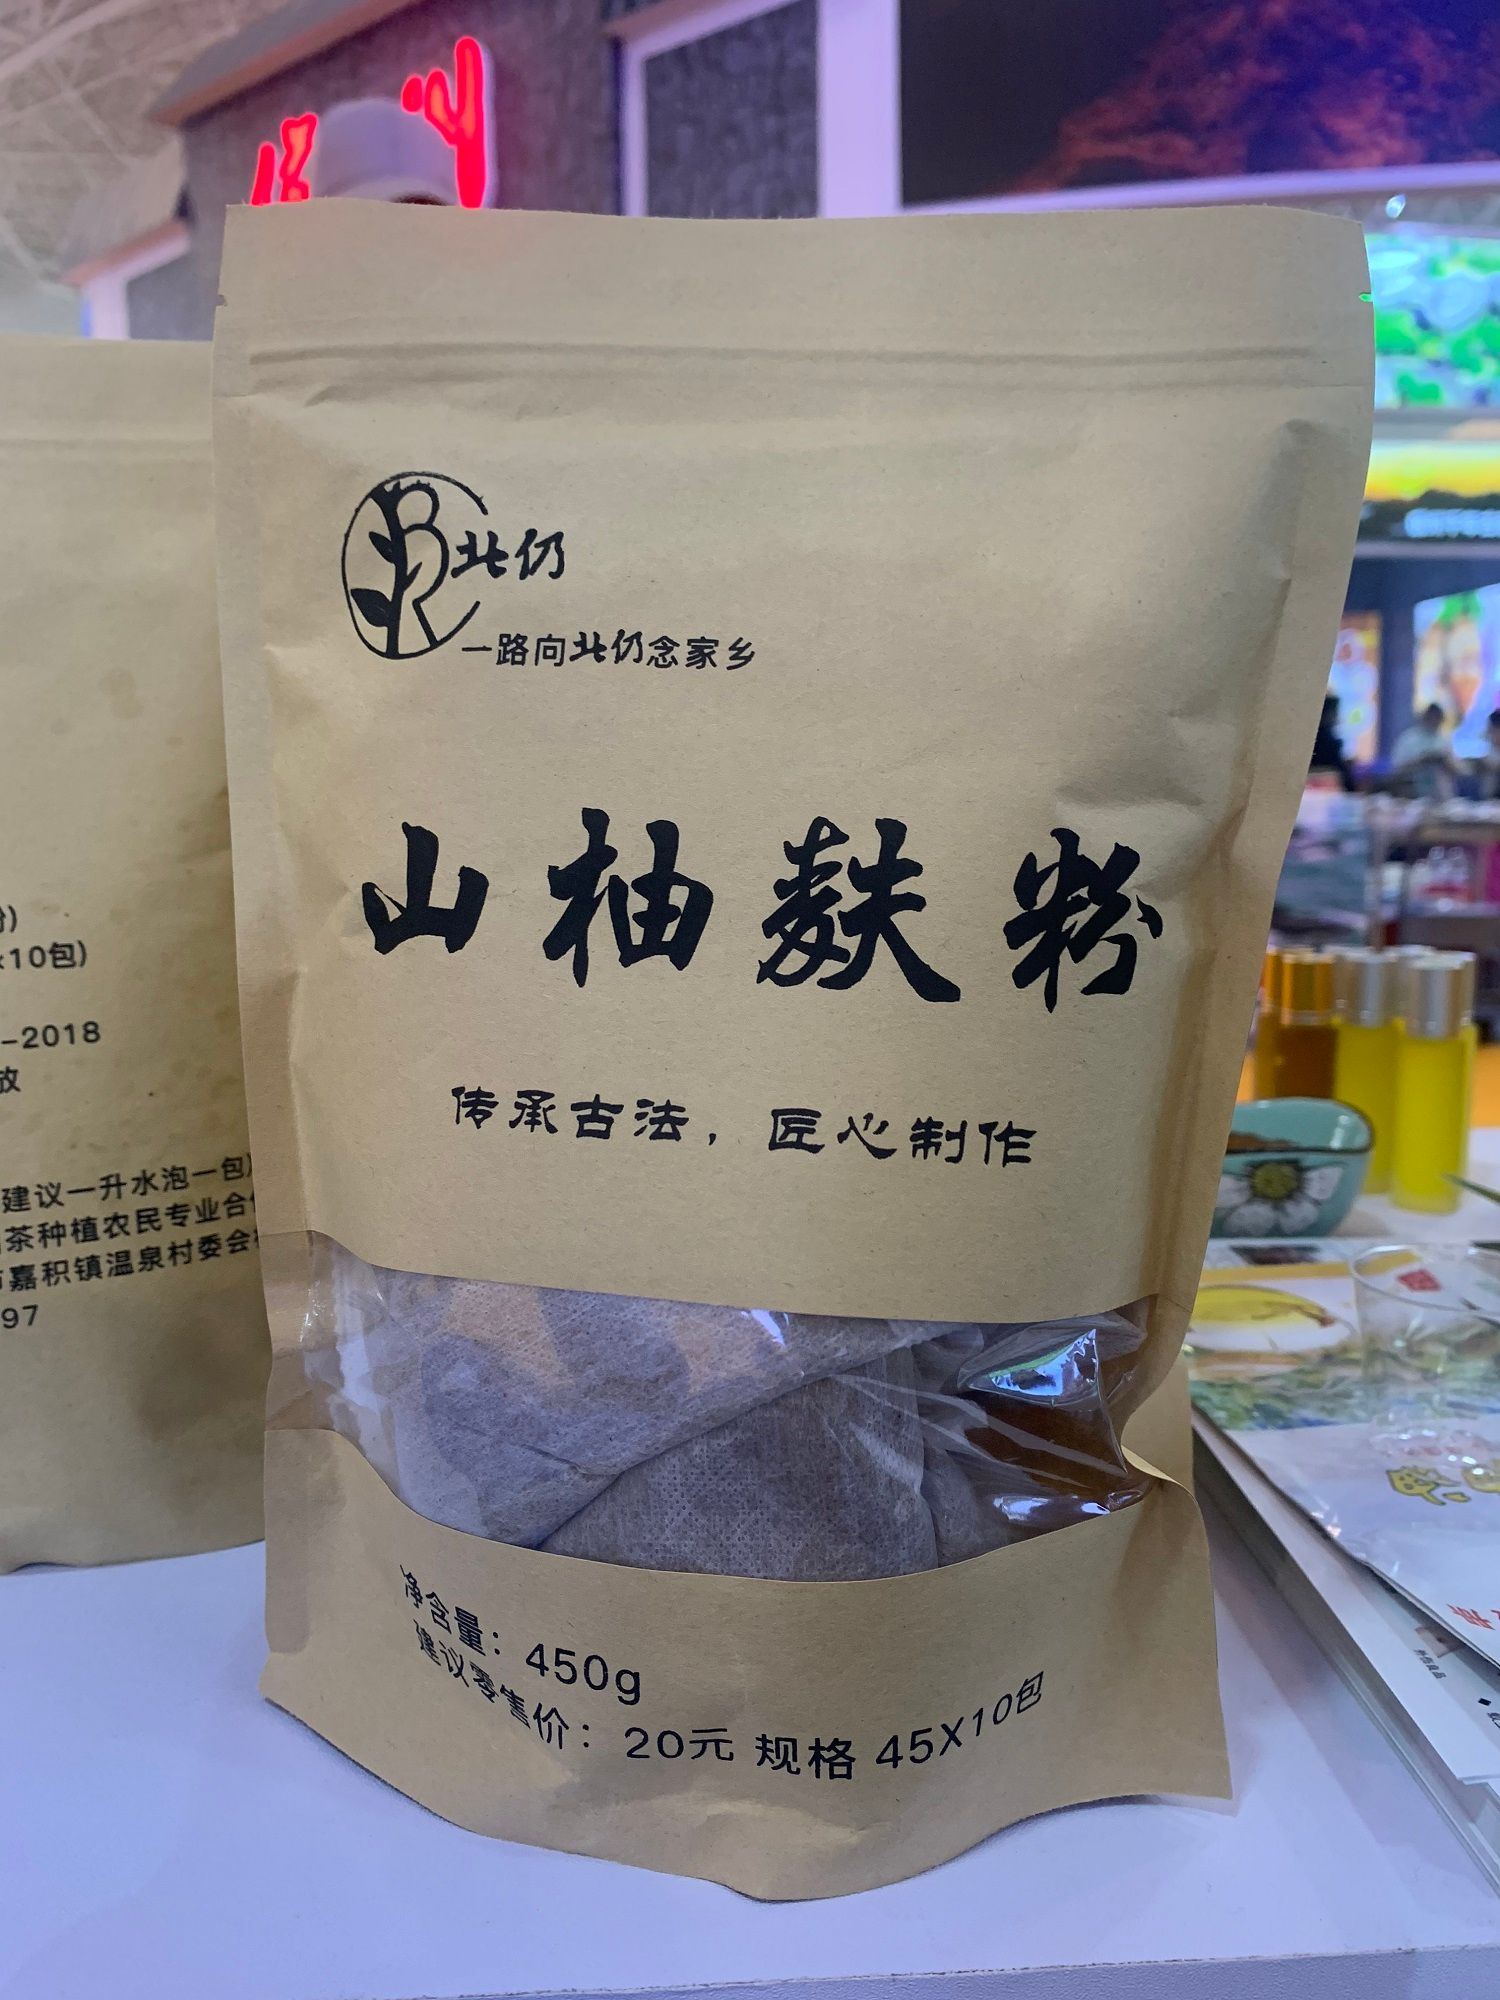 北仍
一路向北仍念家乡
山柚麸粉
传承古法，匠心制作
净含量：450g
建议零售价：20元 规格 45X10包
x10包)
-2018
放
建议一升水泡一包)
茶种植农民专业合
嘉积镇温泉村委会
97